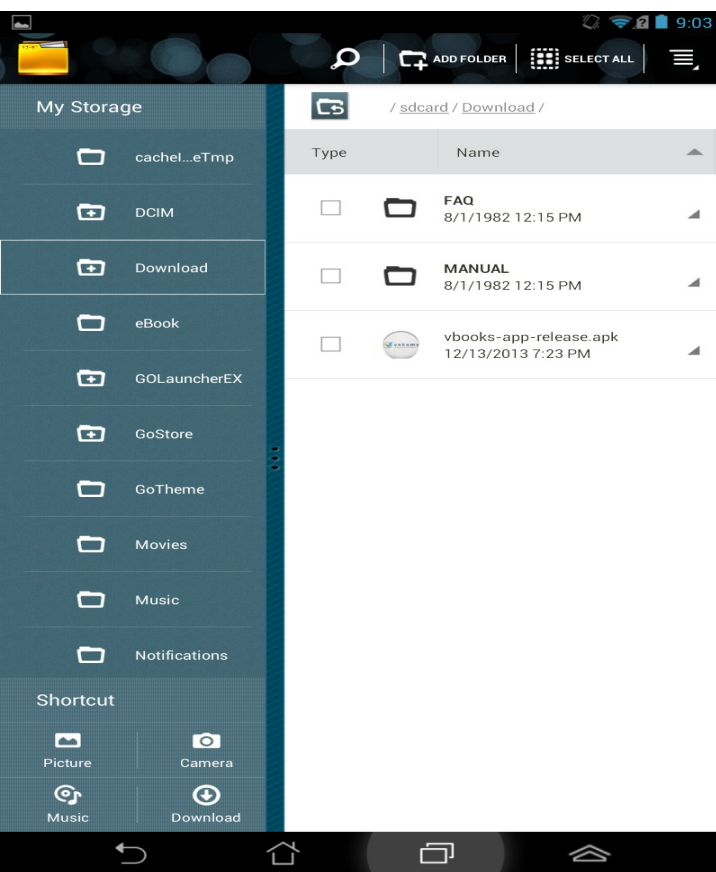 9:03
ADD FOLDER
SELECT ALL
My Storage
cachel...eTmp
DCIM
Download
eBook
GOLauncherEX
GoStore
GoTheme
Movies
Music
Notifications
Shortcut
Picture
Camera
Music
Download
/ sdcard / Download /
Type Name
FAQ
8/1/1982 12:15 PM
MANUAL
8/1/1982 12:15 PM
vbooks-app-release.apk
12/13/2013 7:23 PM